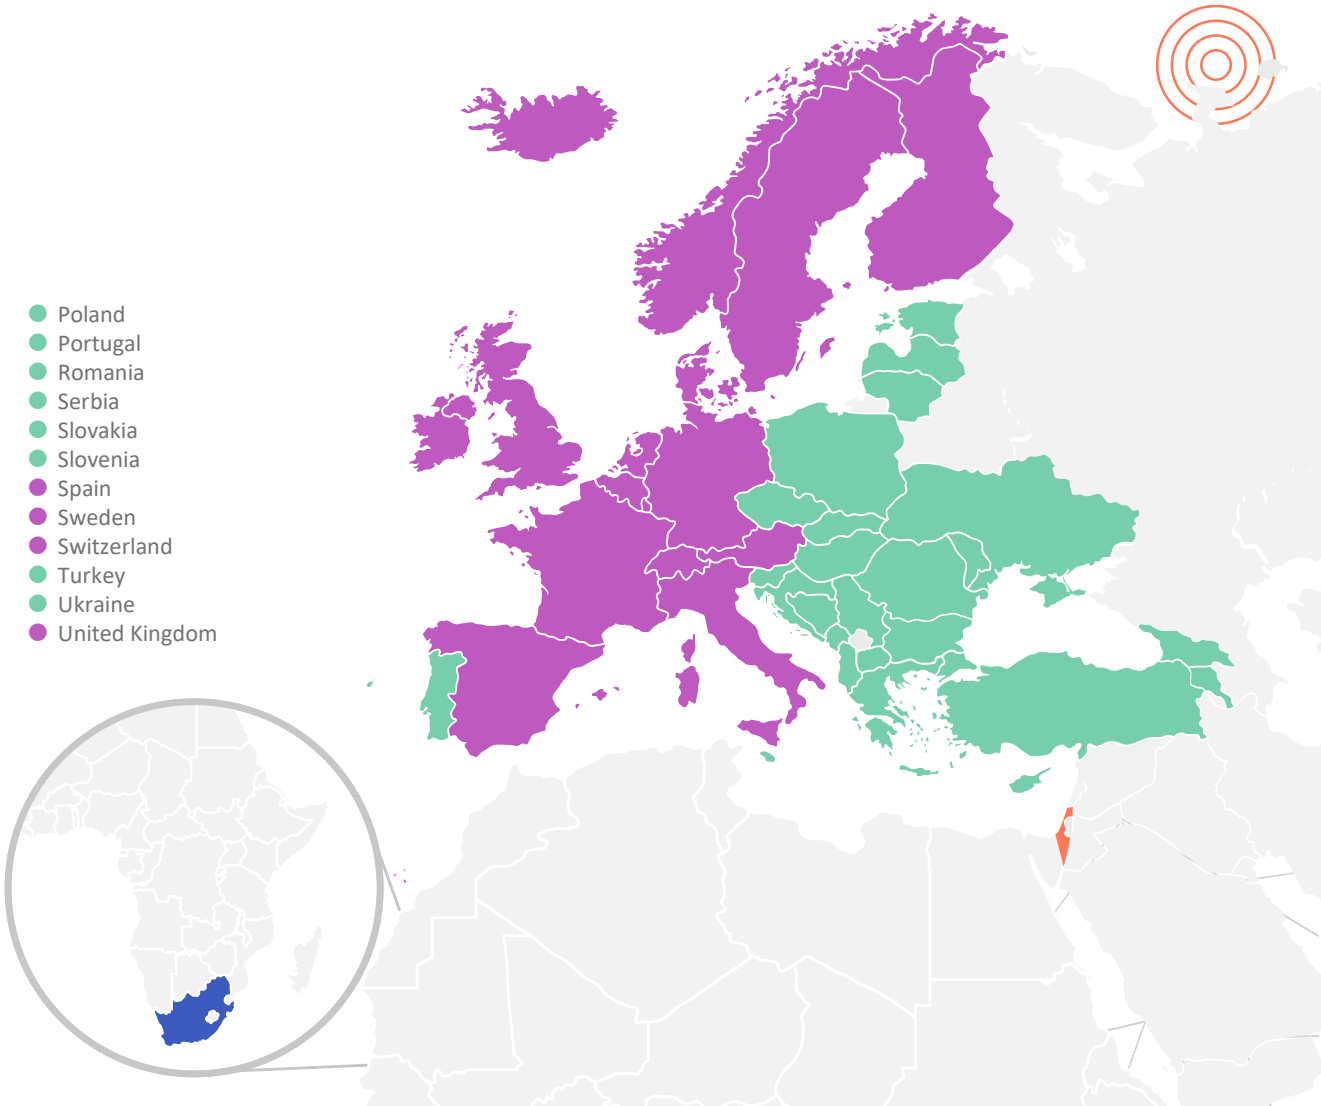 Poland
Portugal
Romania
Serbia
Slovakia
Slovenia
Spain
Sweden
Switzerland
Turkey
Ukraine
United Kingdom